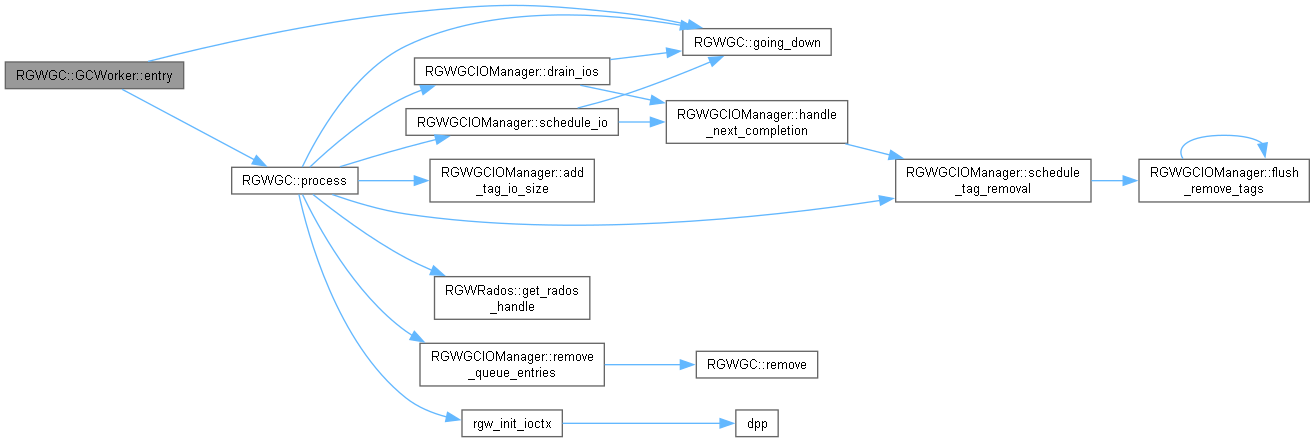 RGWGC::GCWorker::entry
RGWGC::process
RGWGC::going_down
RGWGCIOManager::drain_ios
RGWGCIOManager::schedule_io
RGWGCIOManager::handle
_next_completion
RGWGCIOManager::add
_tag_io_size
RGWGCIOManager::schedule
_tag_removal
RGWGCIOManager::flush
_remove_tags
RGWRados::get_rados
_handle
RGWGCIOManager::remove
_queue_entries
RGWGC::remove
rgw_init_ioctx
dpp